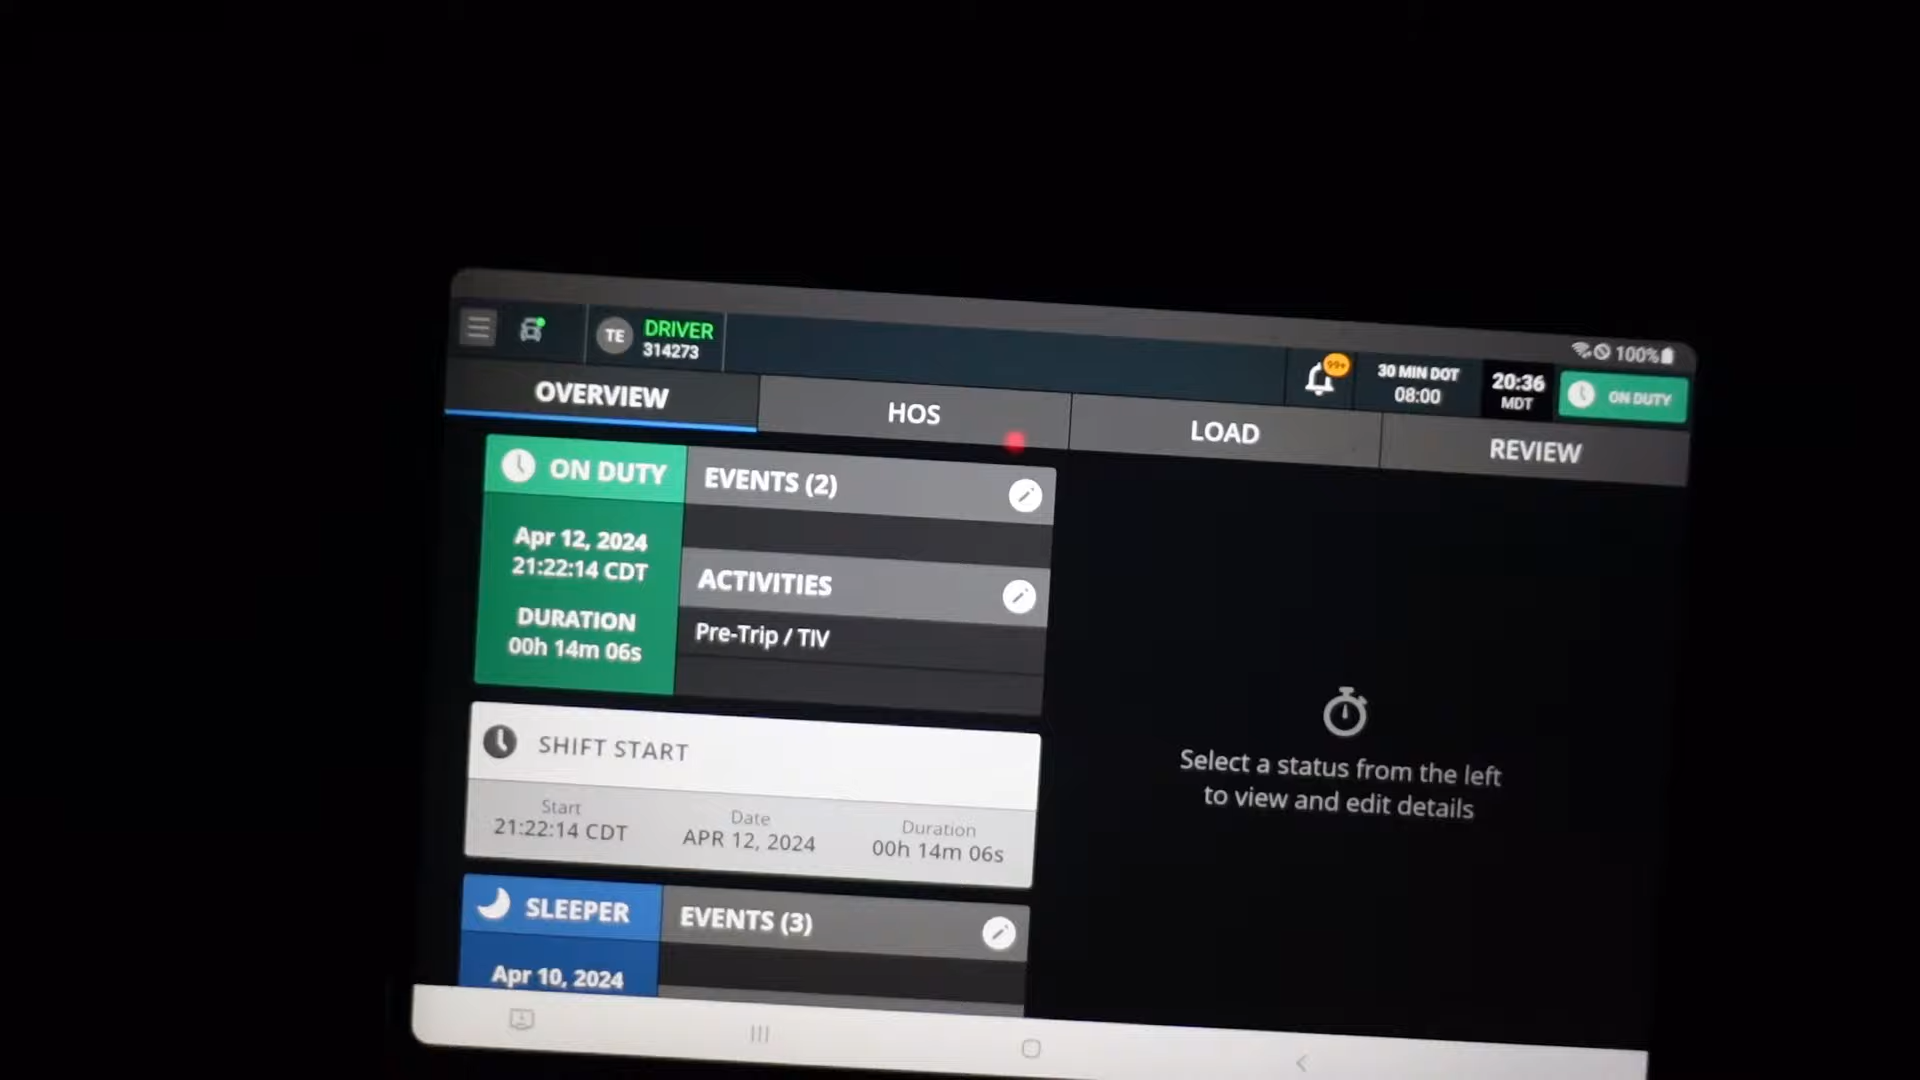 100%
TE
DRIVER
314273
99+
30 MIN DOT
08:00
20:36
MDT
ON DUTY
OVERVIEW
HOS
LOAD
REVIEW
ON DUTY
Apr 12, 2024
21:22:14 CDT
DURATION
00h 14m 06s
EVENTS (2)
ACTIVITIES
Pre-Trip / TIV
SHIFT START
Start
21:22:14 CDT
Date
APR 12, 2024
Duration
00h 14m 06s
SLEEPER
Apr 10, 2024
EVENTS (3)
Select a status from the left
to view and edit details